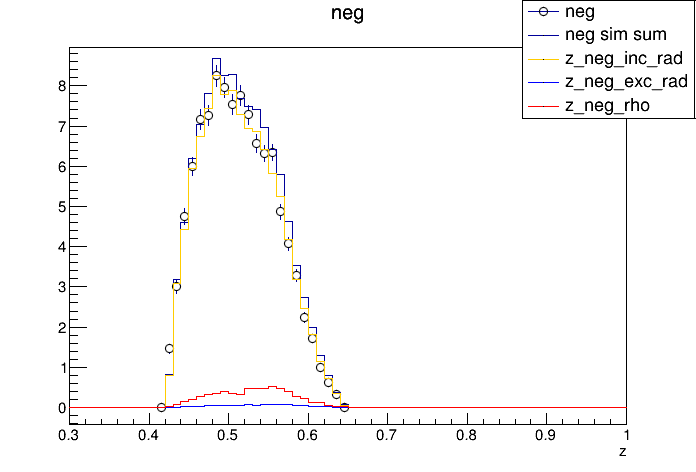 neg
neg
neg sim sum
z_neg_inc_rad
z_neg_exc_rad
z_neg_rho
8
7
6
5
4
3
2
1
0
0.3 0.4 0.5 0.6 0.7 0.8 0.9 1
z